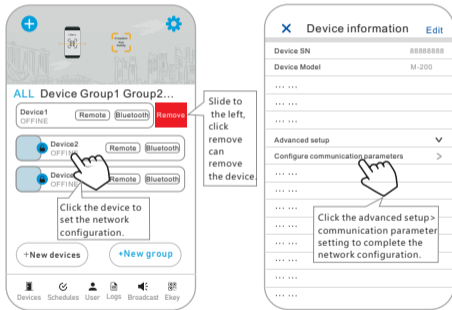 ALL Device Group1 Group2...
Device1
OFFINE
Remote
Bluetooth
Remove
Slide to
the left,
click
remove
can
remove
the device.
Device2
OFFINE
Remote
Bluetooth
Device
OFFINE
Remote
Bluetooth
Click the device to
set the network
configuration.
+New devices
+New group
Devices Schedules User Logs Broadcast Ekey
× Device information Edit
Device SN 88888888
Device Model M-200
... ...
... ...
... ...
Advanced setup
Configure communication parameters >
... ...
... ...
... ...
Click the advanced setup>
communication parameter
setting to complete the
network configuration.
... ...
... ...
... ...
... ...